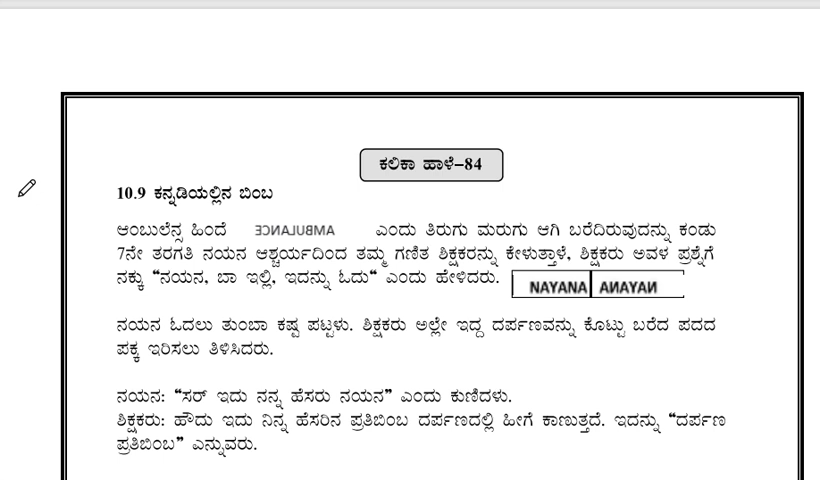 ಕಲಿಕಾ ಹಾಳೆ–84
10.9 ಕನ್ನಡಿಯಲ್ಲಿನ ಬಿಂಬ
ಆಂಬುಲೆನ್ಸ ಹಿಂದೆ AMBULANCE ಎಂದು ತಿರುಗು ಮರುಗು ಆಗಿ ಬರೆದಿರುವುದನ್ನು ಕಂಡು
7ನೇ ತರಗತಿ ನಯನ ಆಶ್ಚರ್ಯದಿಂದ ತಮ್ಮ ಗಣಿತ ಶಿಕ್ಷಕರನ್ನು ಕೇಳುತ್ತಾಳೆ, ಶಿಕ್ಷಕರು ಅವಳ ಪ್ರಶ್ನೆಗೆ
ನಕ್ಕು “ನಯನ, ಬಾ ಇಲ್ಲಿ, ಇದನ್ನು ಓದು“ ಎಂದು ಹೇಳಿದರು. NAYANA ANAYAN
ನಯನ ಓದಲು ತುಂಬಾ ಕಷ್ಟ ಪಟ್ಟಳು. ಶಿಕ್ಷಕರು ಅಲ್ಲೇ ಇದ್ದ ದರ್ಪಣವನ್ನು ಕೊಟ್ಟು ಬರೆದ ಪದದ
ಪಕ್ಕ ಇರಿಸಲು ತಿಳಿಸಿದರು.
ನಯನ: “ಸರ್ ಇದು ನನ್ನ ಹೆಸರು ನಯನ” ಎಂದು ಕುಣಿದಳು.
ಶಿಕ್ಷಕರು: ಹೌದು ಇದು ನಿನ್ನ ಹೆಸರಿನ ಪ್ರತಿಬಿಂಬ ದರ್ಪಣದಲ್ಲಿ ಹೀಗೆ ಕಾಣುತ್ತದೆ. ಇದನ್ನು “ದರ್ಪಣ
ಪ್ರತಿಬಿಂಬ” ಎನ್ನುವರು.